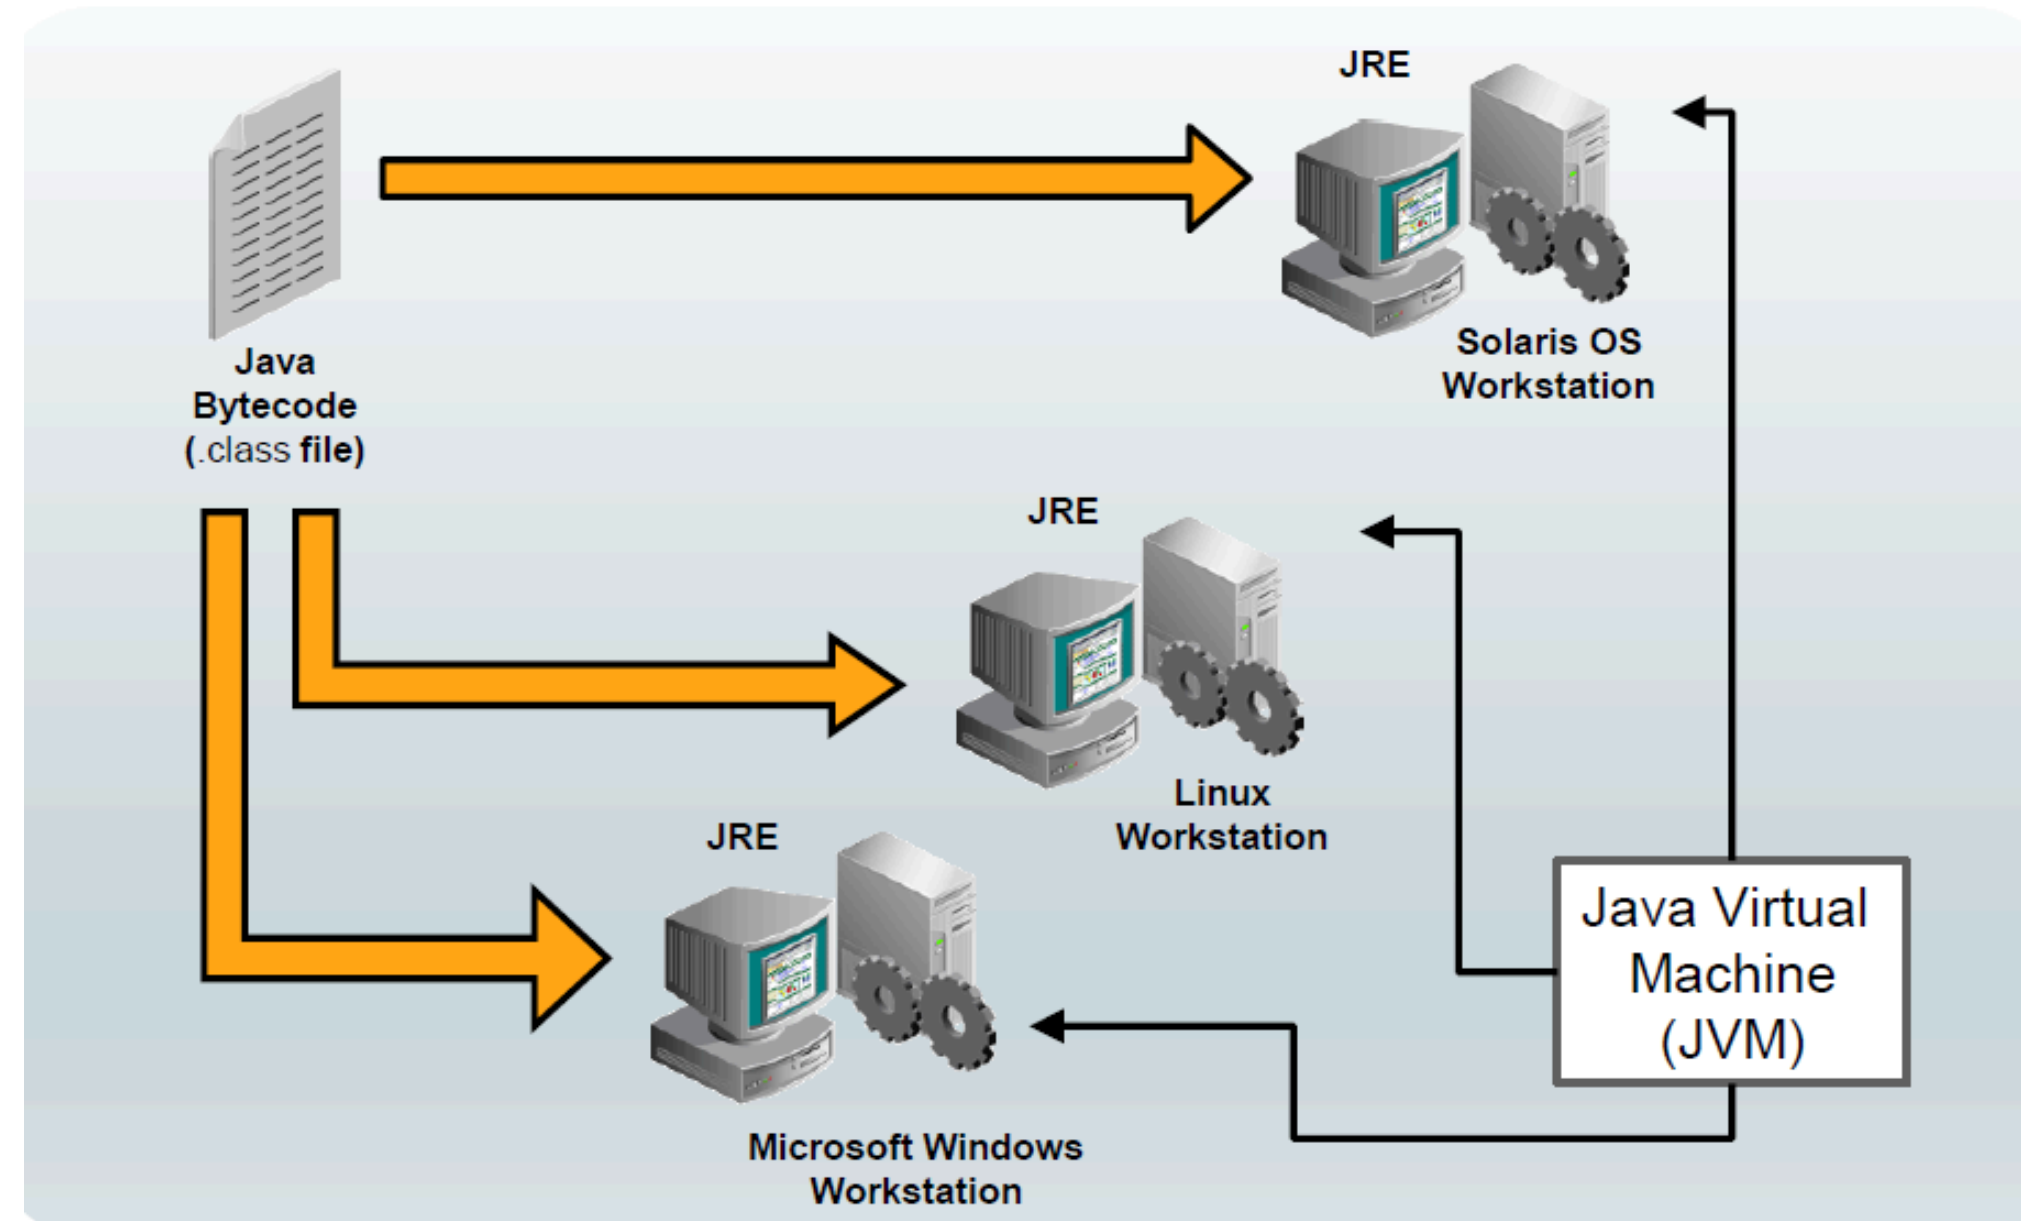 JRE
Solaris OS
Workstation
Java
Bytecode
(.class file)
JRE
Linux
Workstation
JRE
Microsoft Windows
Workstation
Java Virtual
Machine
(JVM)